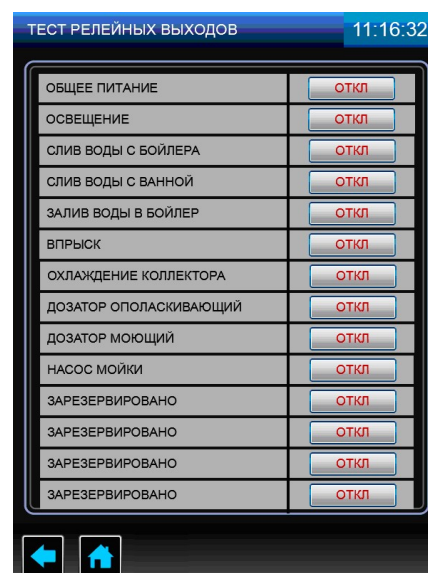 ТЕСТ РЕЛЕЙНЫХ ВЫХОДОВ 11:16:32
ОБЩЕЕ ПИТАНИЕ ОТКЛ
ОСВЕЩЕНИЕ ОТКЛ
СЛИВ ВОДЫ С БОЙЛЕРА ОТКЛ
СЛИВ ВОДЫ С ВАННОЙ ОТКЛ
ЗАЛИВ ВОДЫ В БОЙЛЕР ОТКЛ
ВПРЫСК ОТКЛ
ОХЛАЖДЕНИЕ КОЛЛЕКТОРА ОТКЛ
ДОЗАТОР ОПОЛАСКИВАЮЩИЙ ОТКЛ
ДОЗАТОР МОЮЩИЙ ОТКЛ
НАСОС МОЙКИ ОТКЛ
ЗАРЕЗЕРВИРОВАНО ОТКЛ
ЗАРЕЗЕРВИРОВАНО ОТКЛ
ЗАРЕЗЕРВИРОВАНО ОТКЛ
ЗАРЕЗЕРВИРОВАНО ОТКЛ